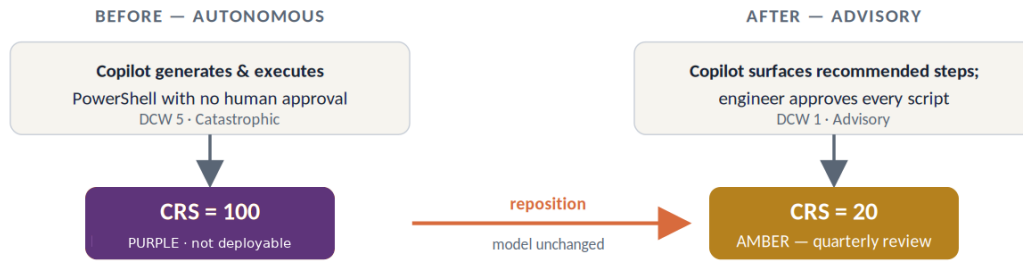 BEFORE — AUTONOMOUS
Copilot generates & executes
PowerShell with no human approval
DCW 5 · Catastrophic
CRS = 100
PURPLE · not deployable
reposition
model unchanged
AFTER — ADVISORY
Copilot surfaces recommended steps;
engineer approves every script
DCW 1 · Advisory
CRS = 20
AMBER — quarterly review